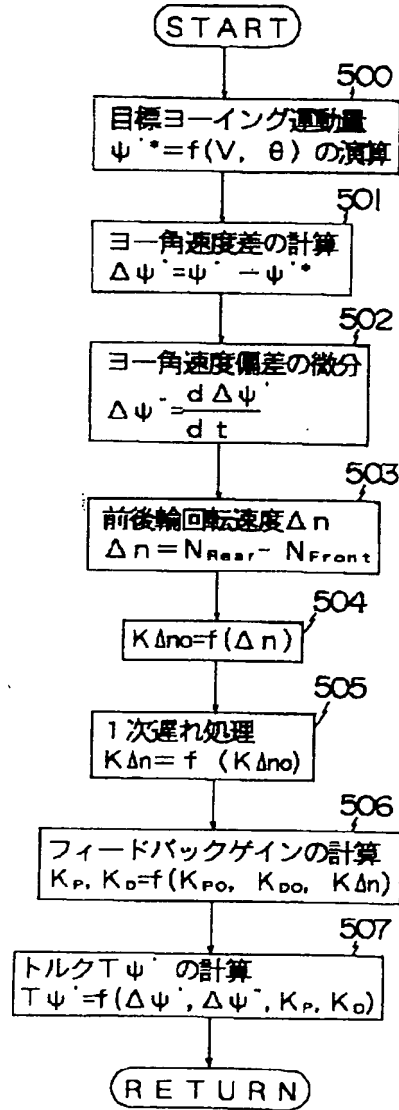 START
500
目標ヨーイング運動量
ψ˙*=f(V, θ) の演算
501
ヨー角速度差の計算
Δψ˙=ψ˙－ψ˙*
502
ヨー角速度偏差の微分
Δψ¨=dΔψ˙/dt
503
前後輪回転速度Δn
Δn=NRear-NFront
504
KΔno=f(Δn)
505
1次遅れ処理
KΔn=f (KΔno)
506
フィードバックゲインの計算
KP, KD=f(KPO, KDO, KΔn)
507
トルクTψ˙の計算
Tψ˙=f(Δψ˙, Δψ¨, KP, KD)
RETURN